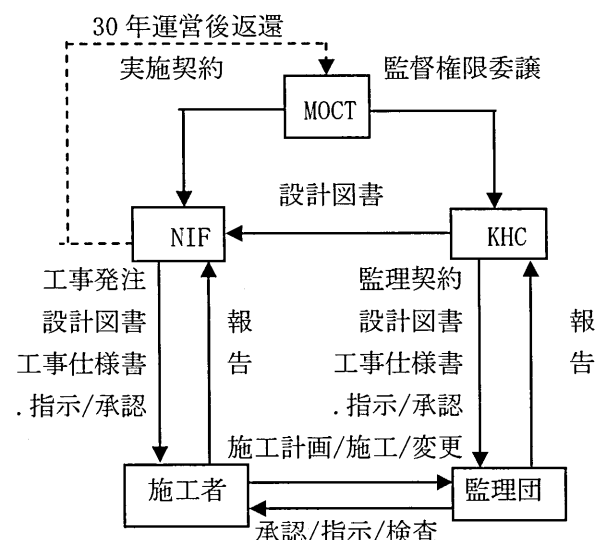 30年運営後返還
実施契約
監督権限委譲
MOCT
設計図書
NIF
KHC
工事発注
設計図書
工事仕様書
.指示/承認
報告
監理契約
設計図書
工事仕様書
.指示/承認
報告
施工計画/施工/変更
施工者
監理団
承認/指示/検査